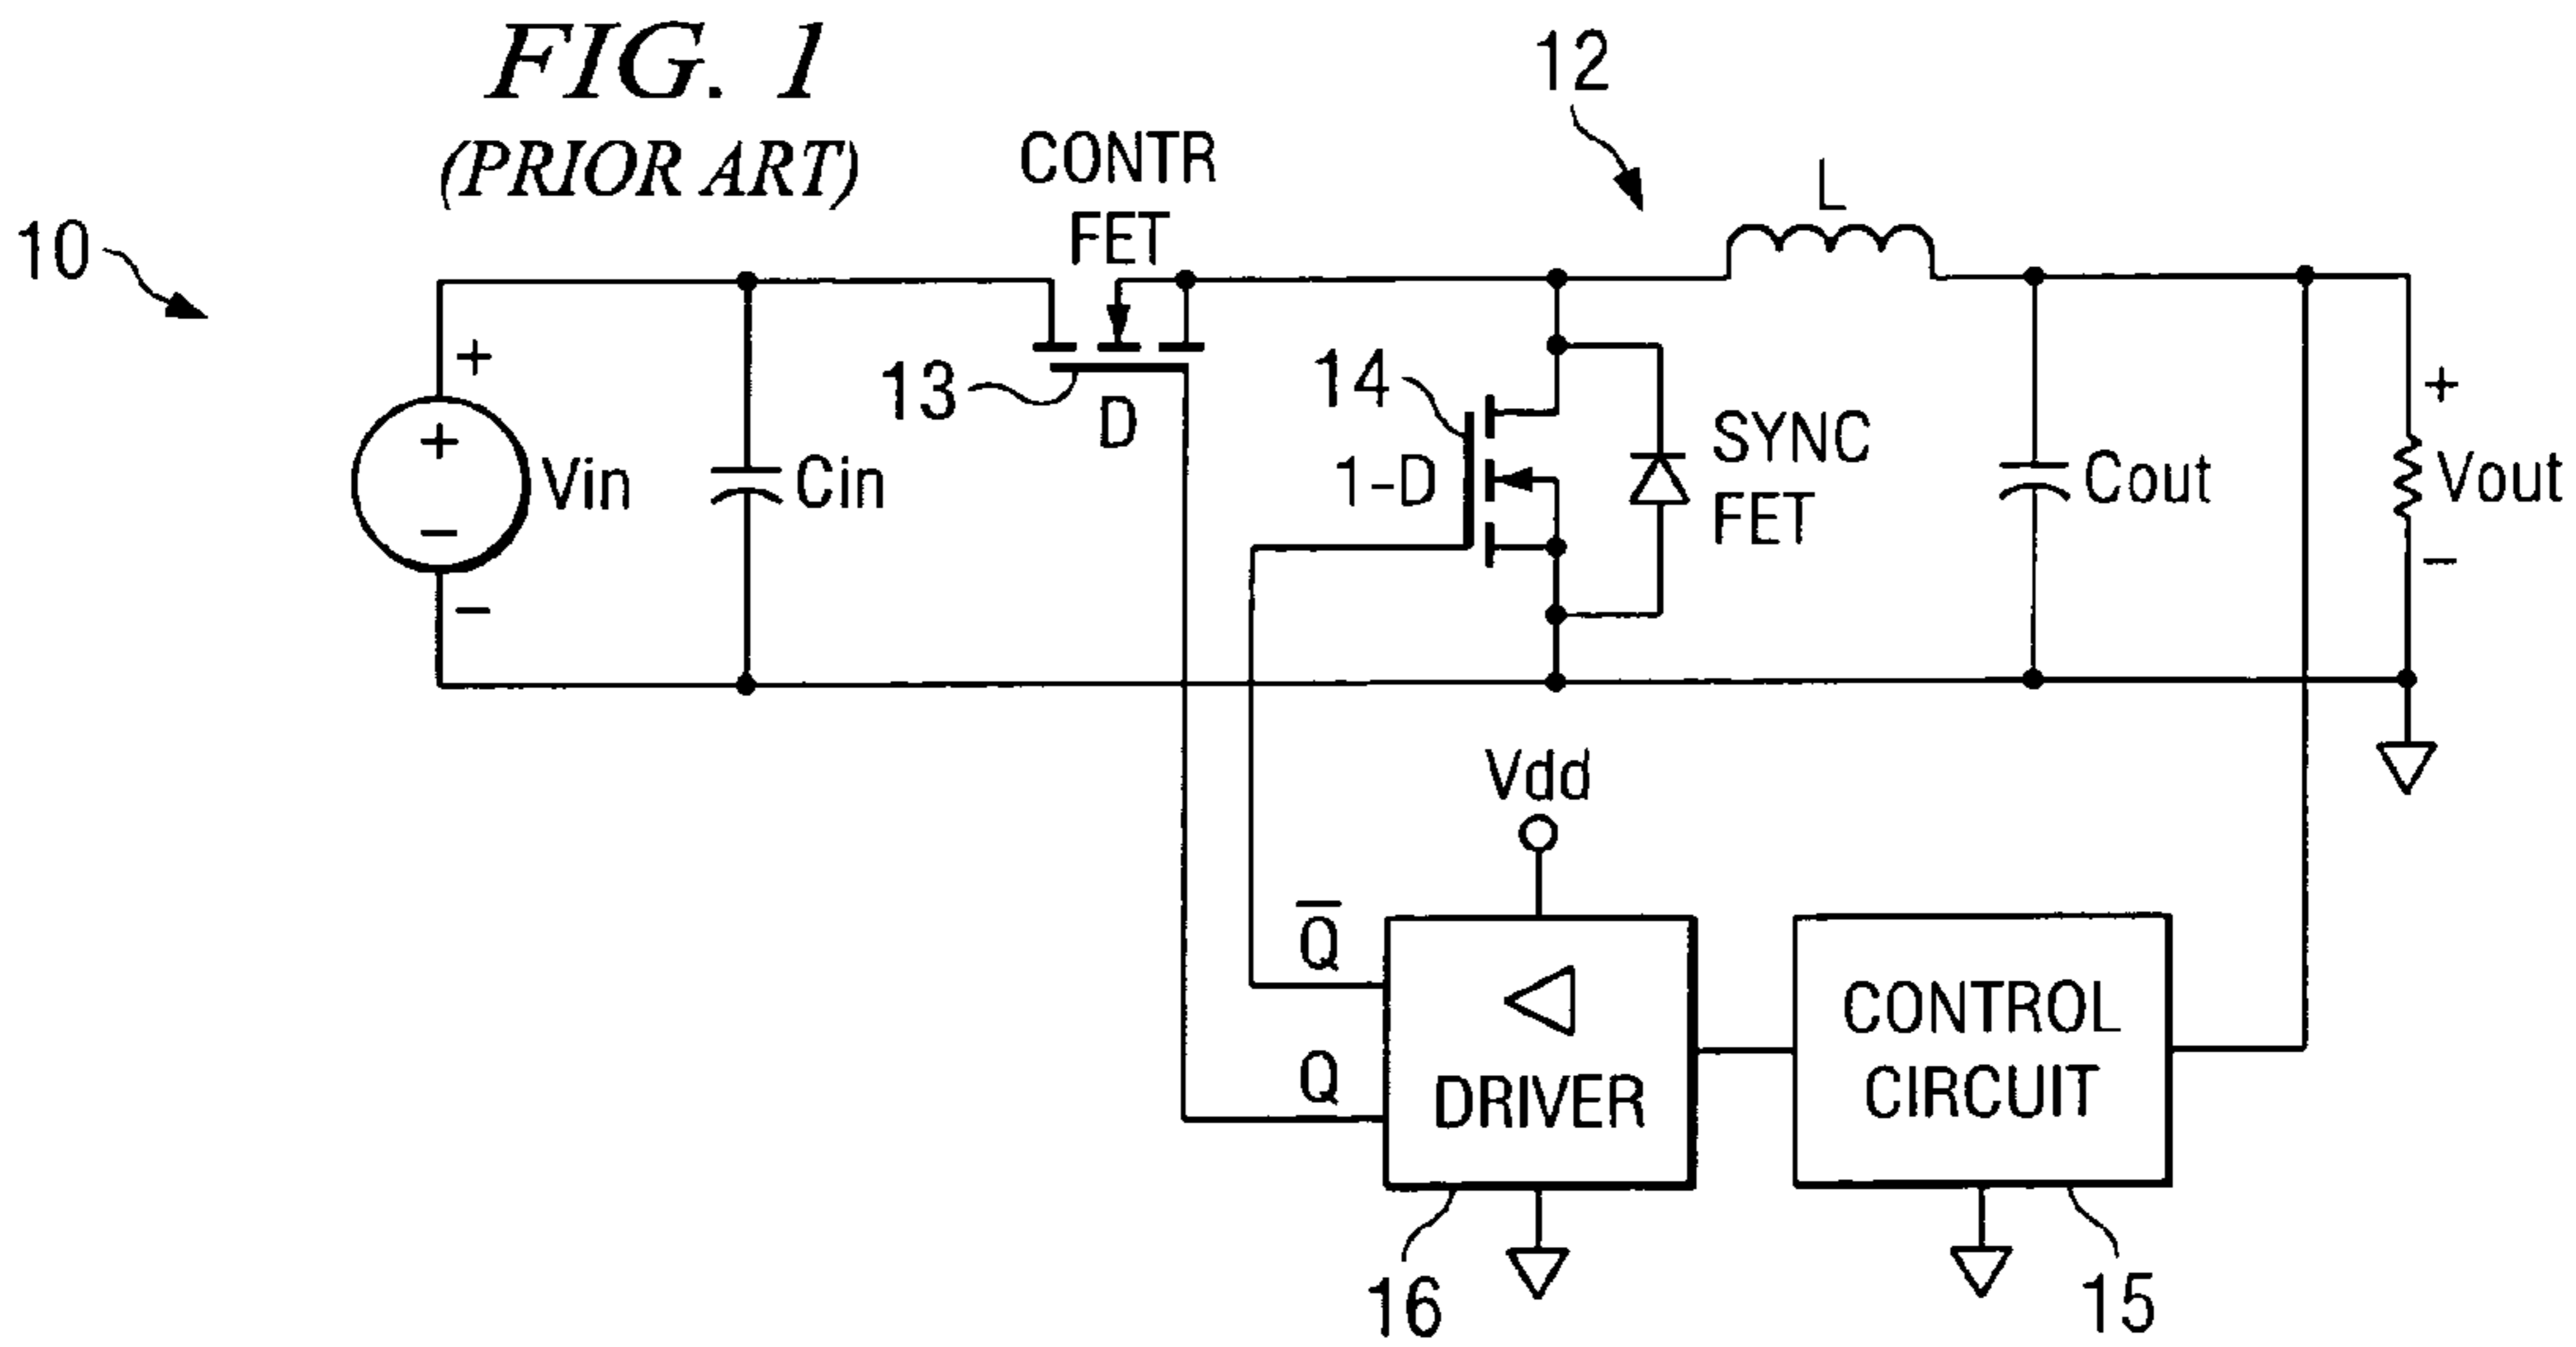 FIG. 1
(PRIOR ART)
10
12
CONTR
FET
L
13
D
14
1-D
SYNC
FET
+
+
−
−
Vin
Cin
Cout
+
Vout
−
Vdd
Q̅
Q
DRIVER
CONTROL
CIRCUIT
16
15